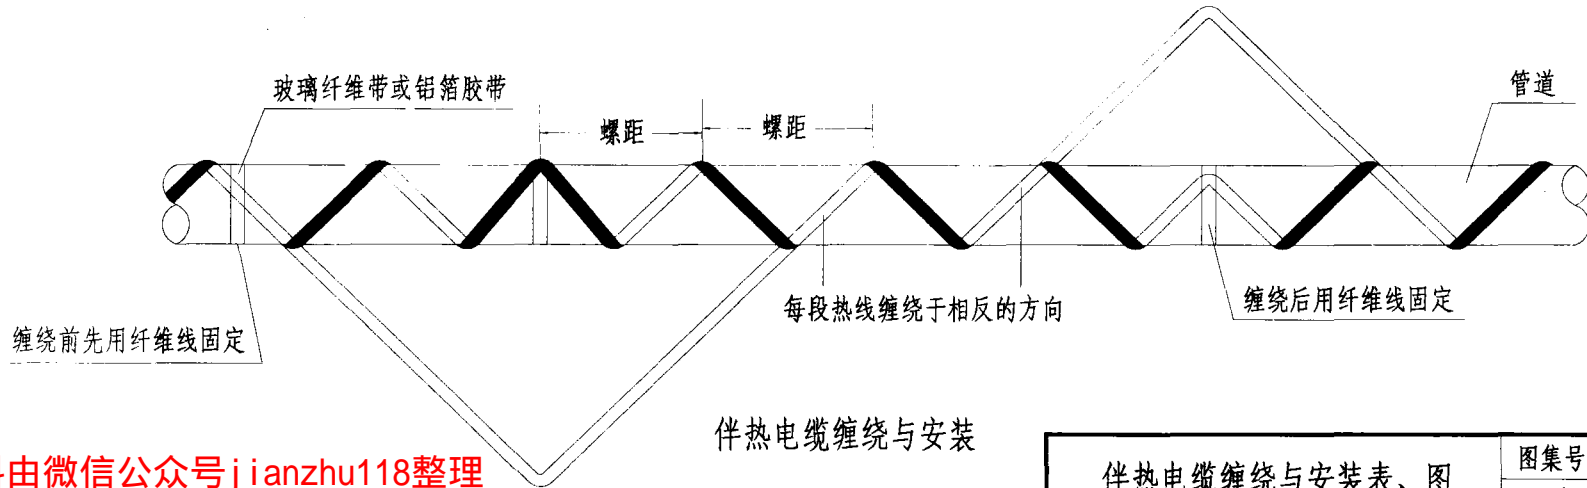 玻璃纤维带或铝箔胶带
管道
螺距
螺距
每段热线缠绕于相反的方向
缠绕后用纤维线固定
缠绕前先用纤维线固定
伴热电缆缠绕与安装
由微信公众号jianzhu118整理
伴热电缆缠绕与安装表、图
图集号